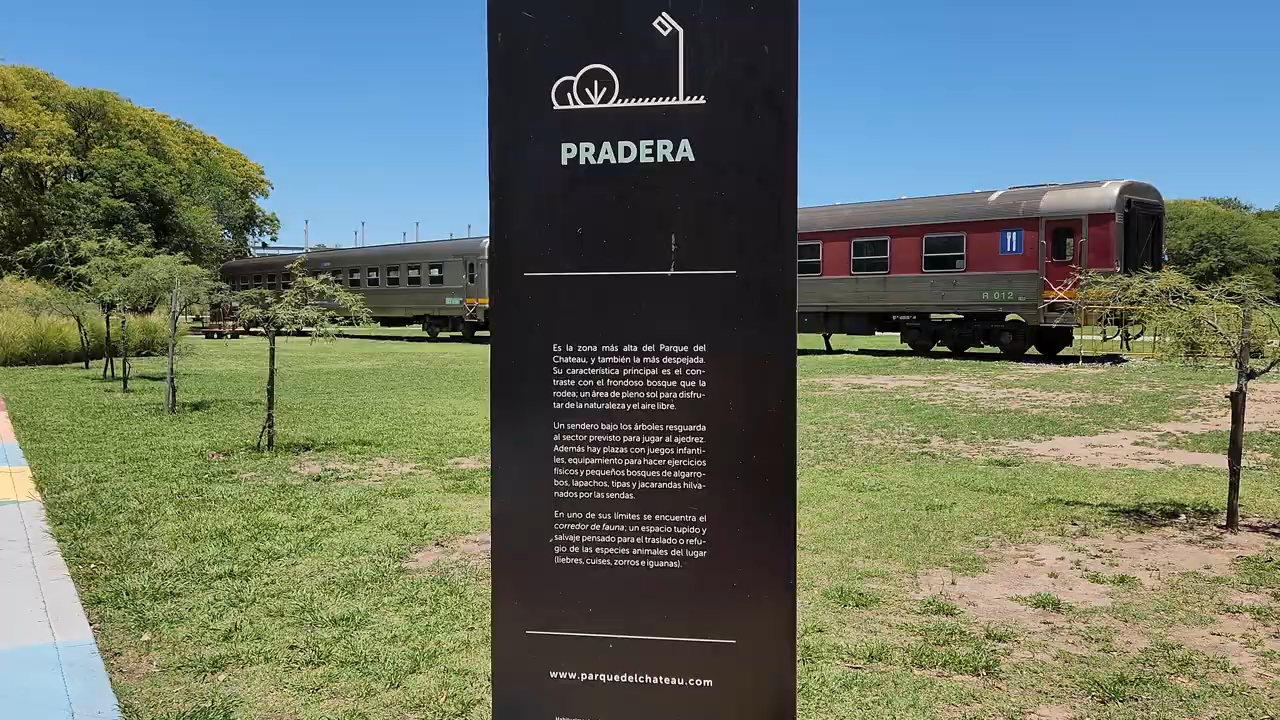 PRADERA
Es la zona más alta del Parque del
Chateau, y también la más despejada.
Su característica principal es el con-
traste con el frondoso bosque que la
rodea; un área de pleno sol para disfru-
tar de la naturaleza y el aire libre.
Un sendero bajo los árboles resguarda
al sector previsto para jugar al ajedrez.
Además hay plazas con juegos infanti-
les, equipamiento para hacer ejercicios
físicos y pequeños bosques de algarro-
bos, lapachos, tipas y jacarandas hilva-
nados por las sendas.
En uno de sus límites se encuentra el
corredor de fauna; un espacio tupido y
salvaje pensado para el traslado o refu-
gio de las especies animales del lugar
(liebres, cuises, zorros e iguanas).
www.parquedelchateau.com
R 012